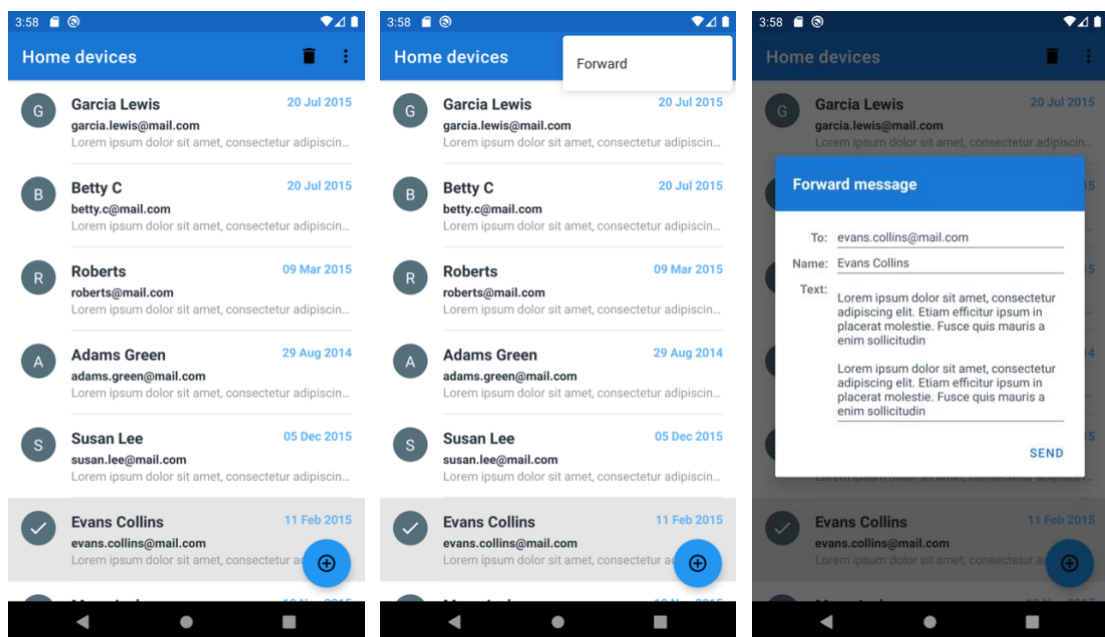 3:58
Home devices
G
Garcia Lewis
20 Jul 2015
garcia.lewis@mail.com
Lorem ipsum dolor sit amet, consectetur adipiscin...
B
Betty C
20 Jul 2015
betty.c@mail.com
Lorem ipsum dolor sit amet, consectetur adipiscin...
R
Roberts
09 Mar 2015
roberts@mail.com
Lorem ipsum dolor sit amet, consectetur adipiscin...
A
Adams Green
29 Aug 2014
adams.green@mail.com
Lorem ipsum dolor sit amet, consectetur adipiscin...
S
Susan Lee
05 Dec 2015
susan.lee@mail.com
Lorem ipsum dolor sit amet, consectetur adipiscin...
Evans Collins
11 Feb 2015
evans.collins@mail.com
Lorem ipsum dolor sit amet, consectetur
3:58
Home devices
Forward
G
Garcia Lewis
20 Jul 2015
garcia.lewis@mail.com
Lorem ipsum dolor sit amet, consectetur adipiscin...
B
Betty C
20 Jul 2015
betty.c@mail.com
Lorem ipsum dolor sit amet, consectetur adipiscin...
R
Roberts
09 Mar 2015
roberts@mail.com
Lorem ipsum dolor sit amet, consectetur adipiscin...
A
Adams Green
29 Aug 2014
adams.green@mail.com
Lorem ipsum dolor sit amet, consectetur adipiscin...
S
Susan Lee
05 Dec 2015
susan.lee@mail.com
Lorem ipsum dolor sit amet, consectetur adipiscin...
Evans Collins
11 Feb 2015
evans.collins@mail.com
Lorem ipsum dolor sit amet, consectetur
3:58
Home devices
G
Garcia Lewis
20 Jul 2015
garcia.lewis@mail.com
Lorem ipsum dolor sit amet, consectetur adipiscin...
Forward message
To: evans.collins@mail.com
Name: Evans Collins
Text:
Lorem ipsum dolor sit amet, consectetur
adipiscing elit. Etiam efficitur ipsum in
placerat molestie. Fusce quis mauris a
enim sollicitudin
Lorem ipsum dolor sit amet, consectetur
adipiscing elit. Etiam efficitur ipsum in
placerat molestie. Fusce quis mauris a
enim sollicitudin
SEND
Evans Collins
11 Feb 2015
evans.collins@mail.com
Lorem ipsum dolor sit amet, consectetur